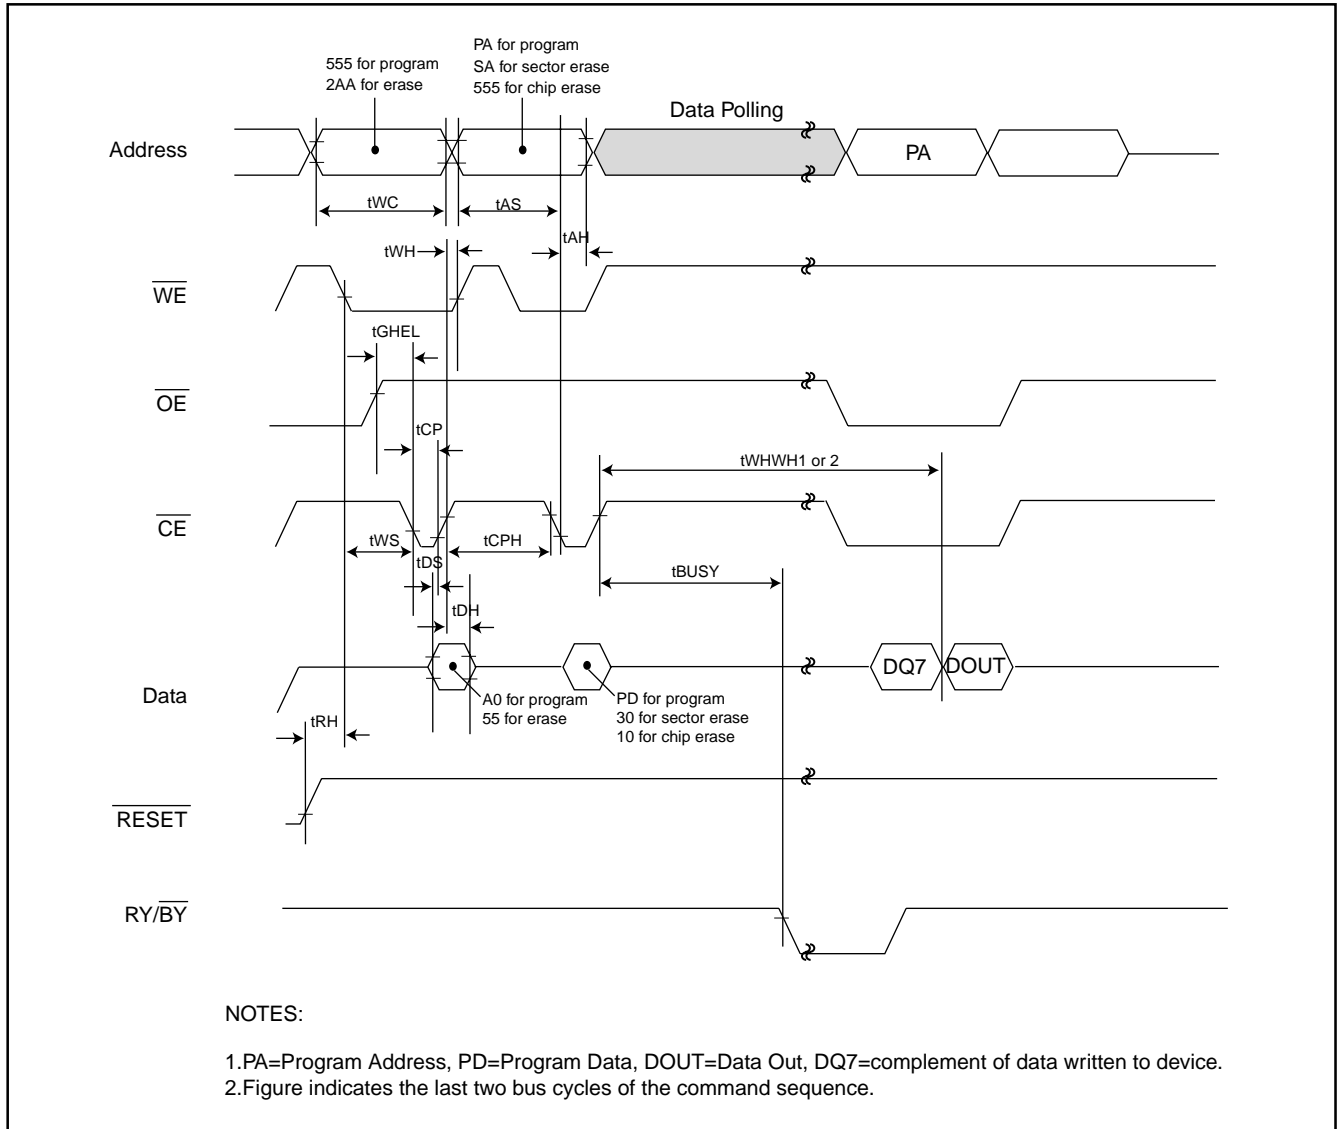 555 for program
2AA for erase
PA for program
SA for sector erase
555 for chip erase
Data Polling
Address
PA
tWC
tAS
tWH
tAH
WE
tGHEL
OE
tCP
tWHWH1 or 2
CE
tWS
tCPH
tDS
tBUSY
tDH
Data
DQ7
DOUT
A0 for program
55 for erase
PD for program
30 for sector erase
10 for chip erase
tRH
RESET
RY/BY
NOTES:
1.PA=Program Address, PD=Program Data, DOUT=Data Out, DQ7=complement of data written to device.
2.Figure indicates the last two bus cycles of the command sequence.